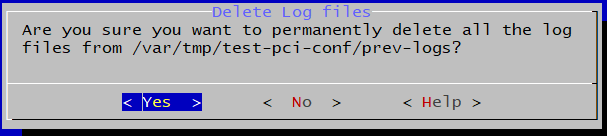 Delete Log files
Are you sure you want to permanently delete all the log
files from /var/tmp/test-pci-conf/prev-logs?
< Yes > < No > < Help >